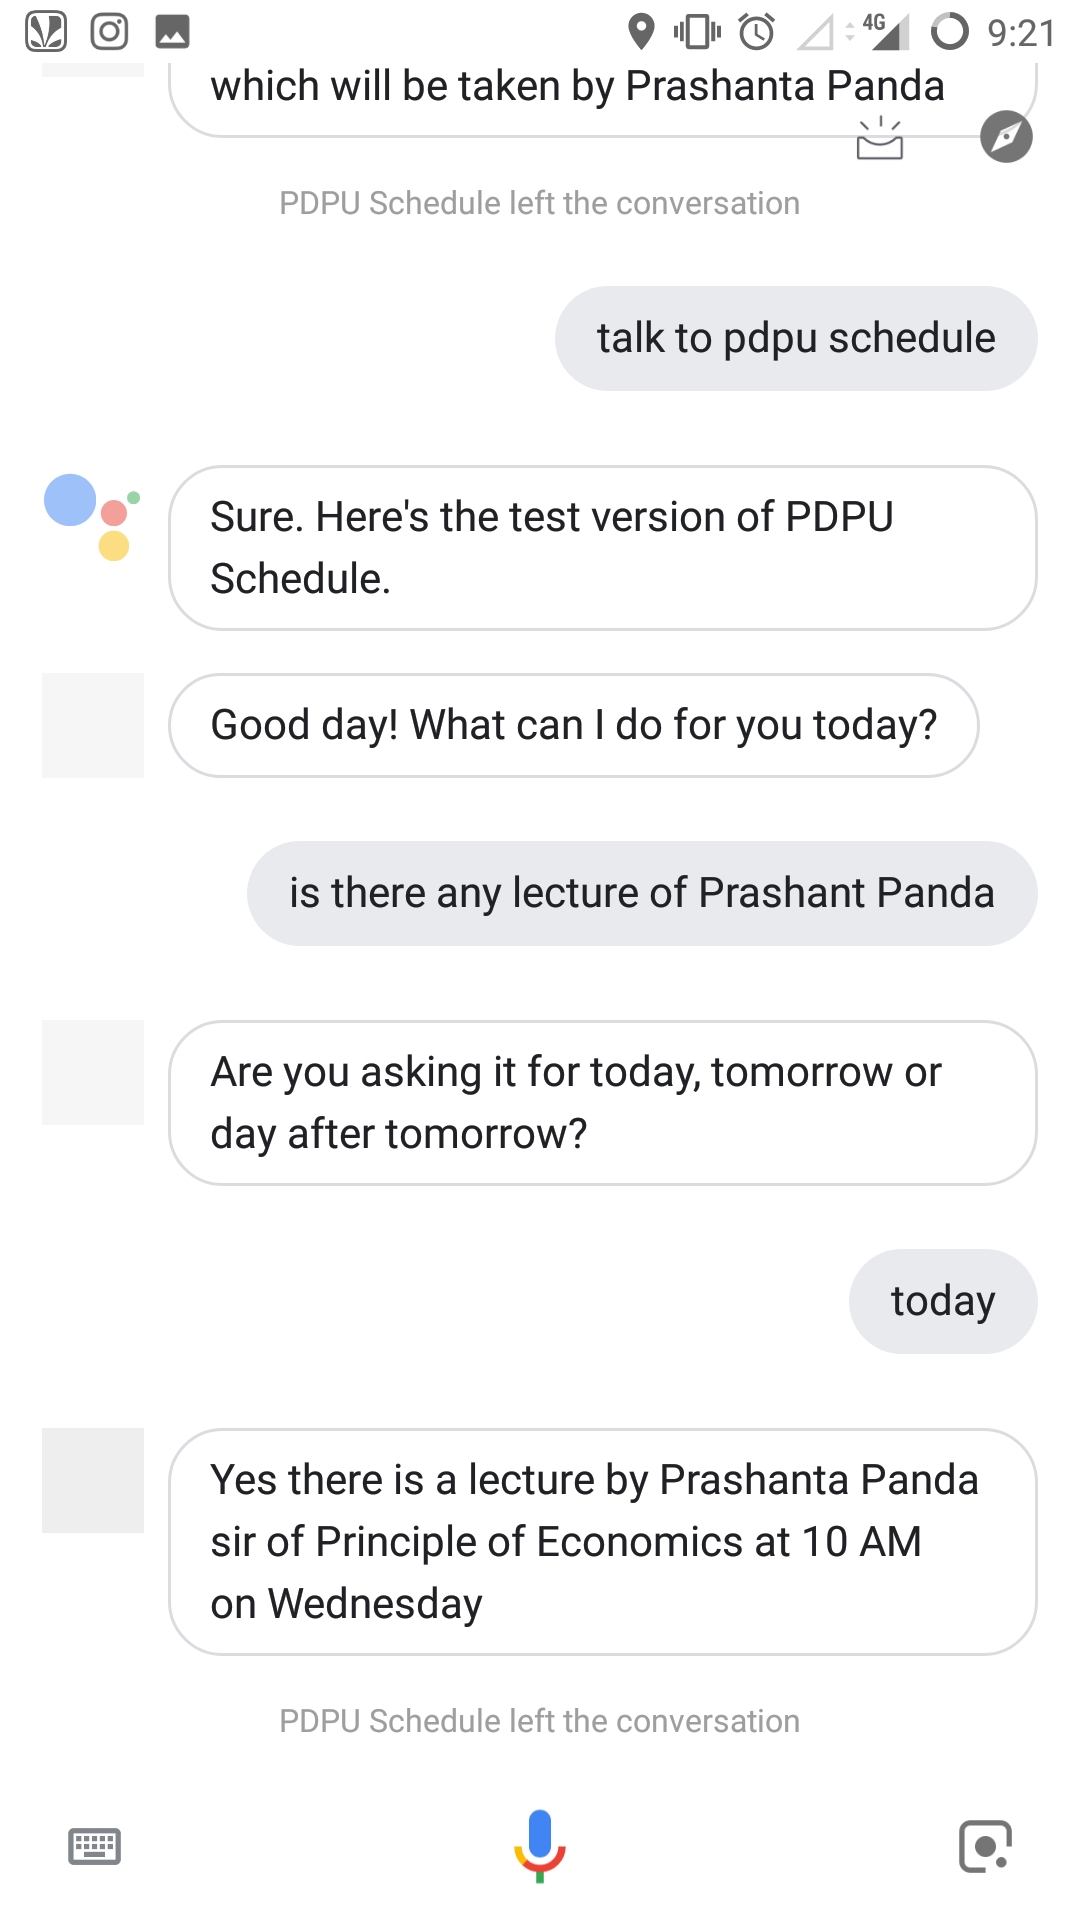 4G 9:21
which will be taken by Prashanta Panda
PDPU Schedule left the conversation
talk to pdpu schedule
Sure. Here's the test version of PDPU
Schedule.
Good day! What can I do for you today?
is there any lecture of Prashant Panda
Are you asking it for today, tomorrow or
day after tomorrow?
today
Yes there is a lecture by Prashanta Panda
sir of Principle of Economics at 10 AM
on Wednesday
PDPU Schedule left the conversation